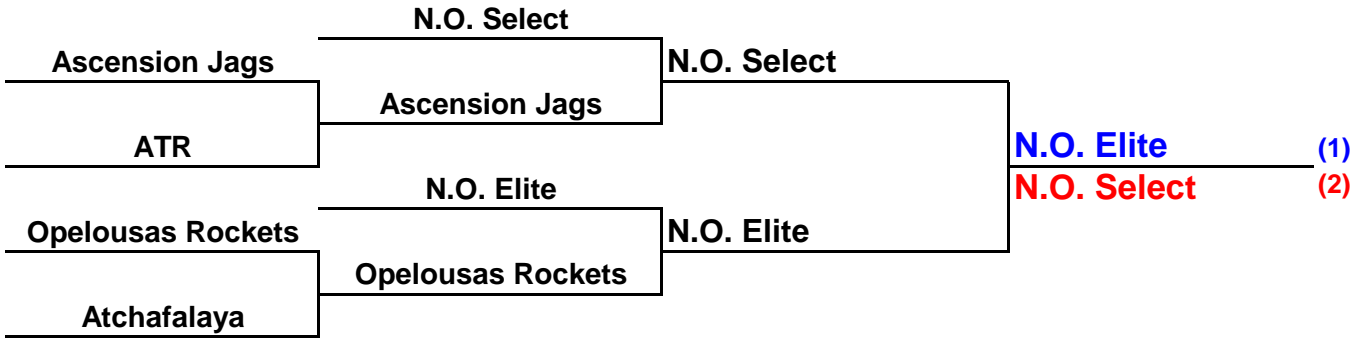 N.O. Select
Ascension Jags
N.O. Select
Ascension Jags
ATR
N.O. Elite (1)
N.O. Select (2)
N.O. Elite
Opelousas Rockets
N.O. Elite
Opelousas Rockets
Atchafalaya